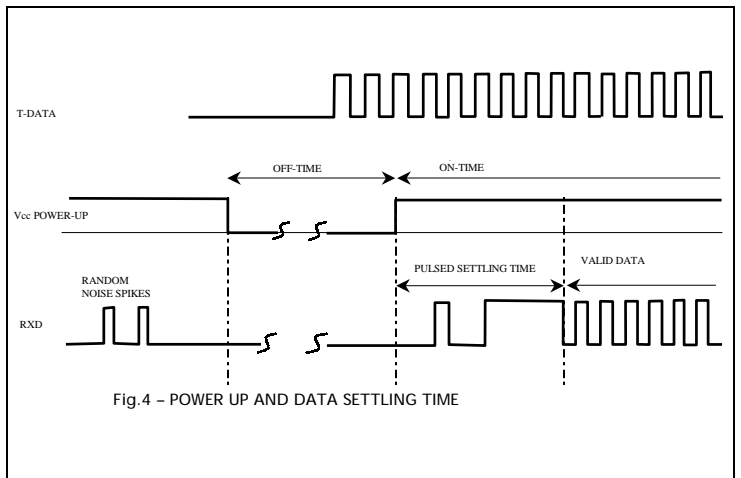 T-DATA
OFF-TIME
ON-TIME
Vcc POWER-UP
PULSED SETTLING TIME
VALID DATA
RANDOM
NOISE SPIKES
RXD
Fig.4 – POWER UP AND DATA SETTLING TIME